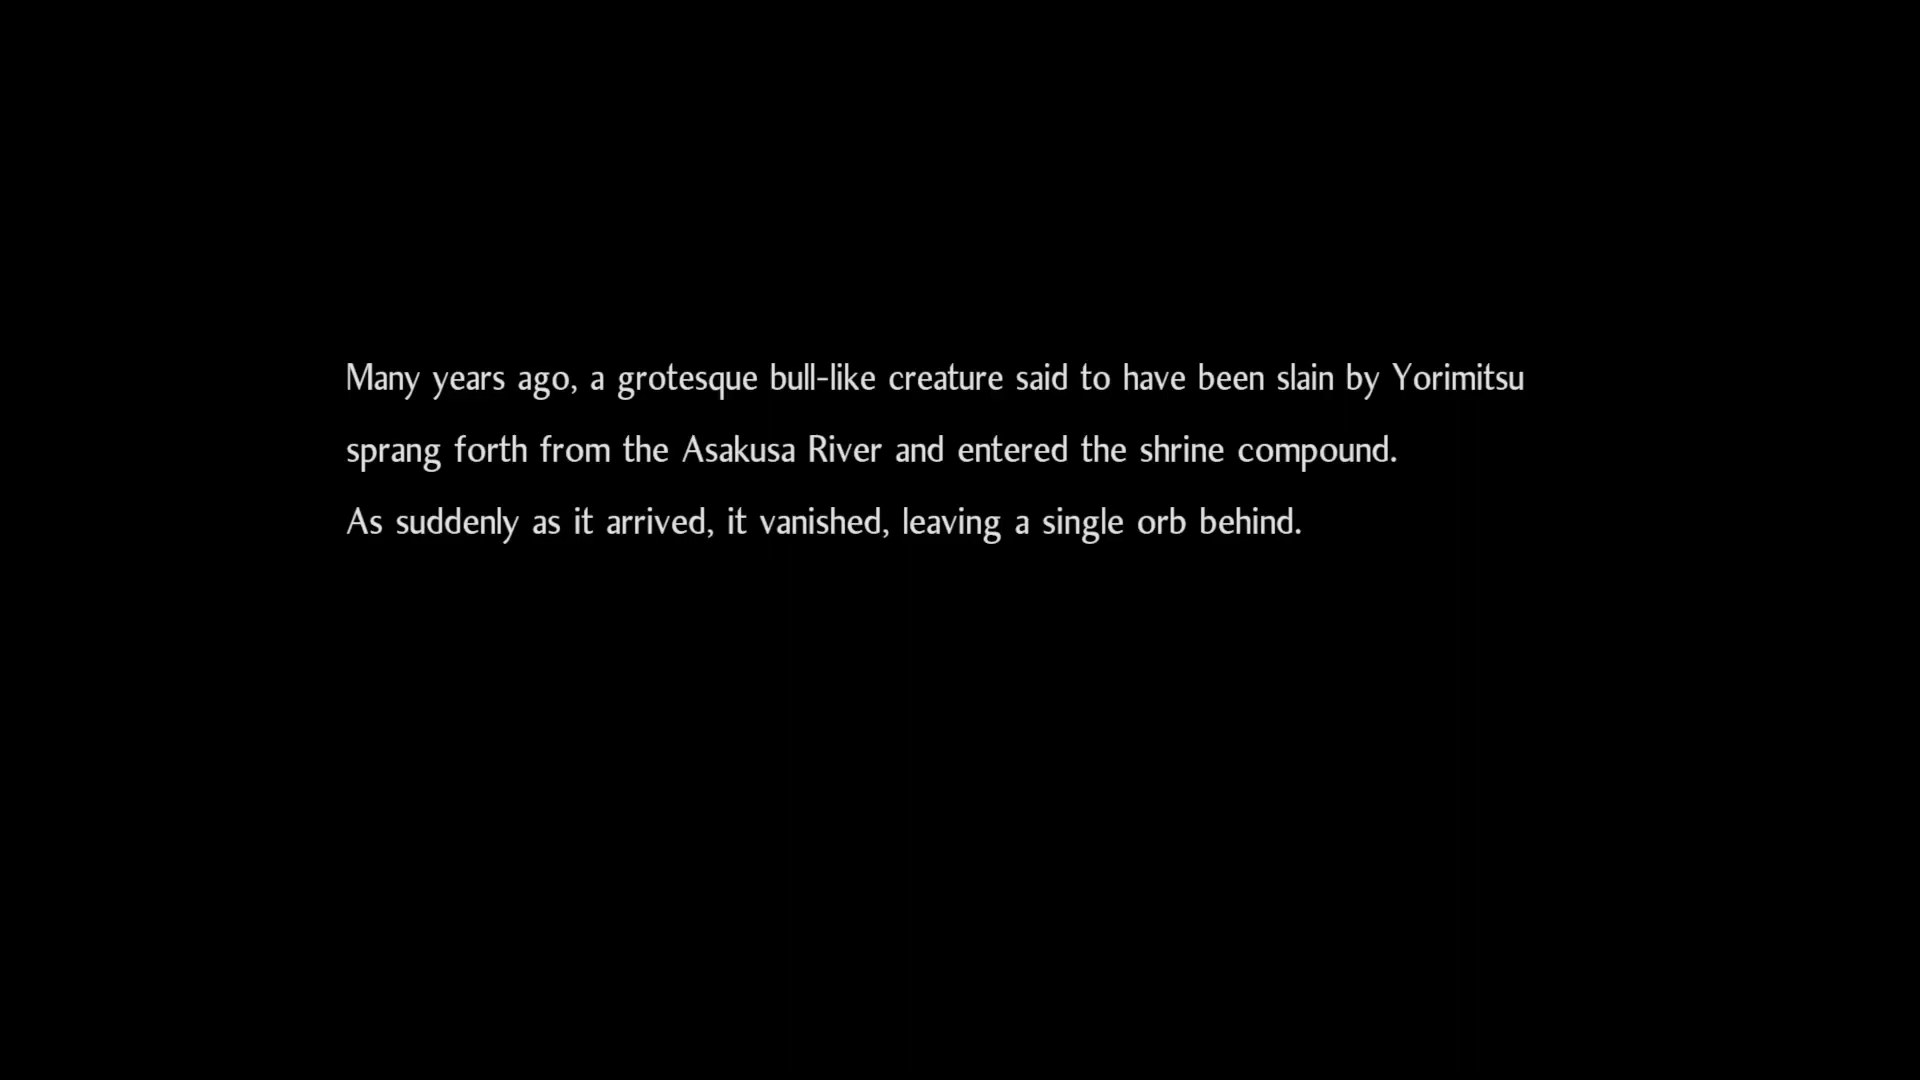 Many years ago, a grotesque bull-like creature said to have been slain by Yorimitsu
sprang forth from the Asakusa River and entered the shrine compound.
As suddenly as it arrived, it vanished, leaving a single orb behind.